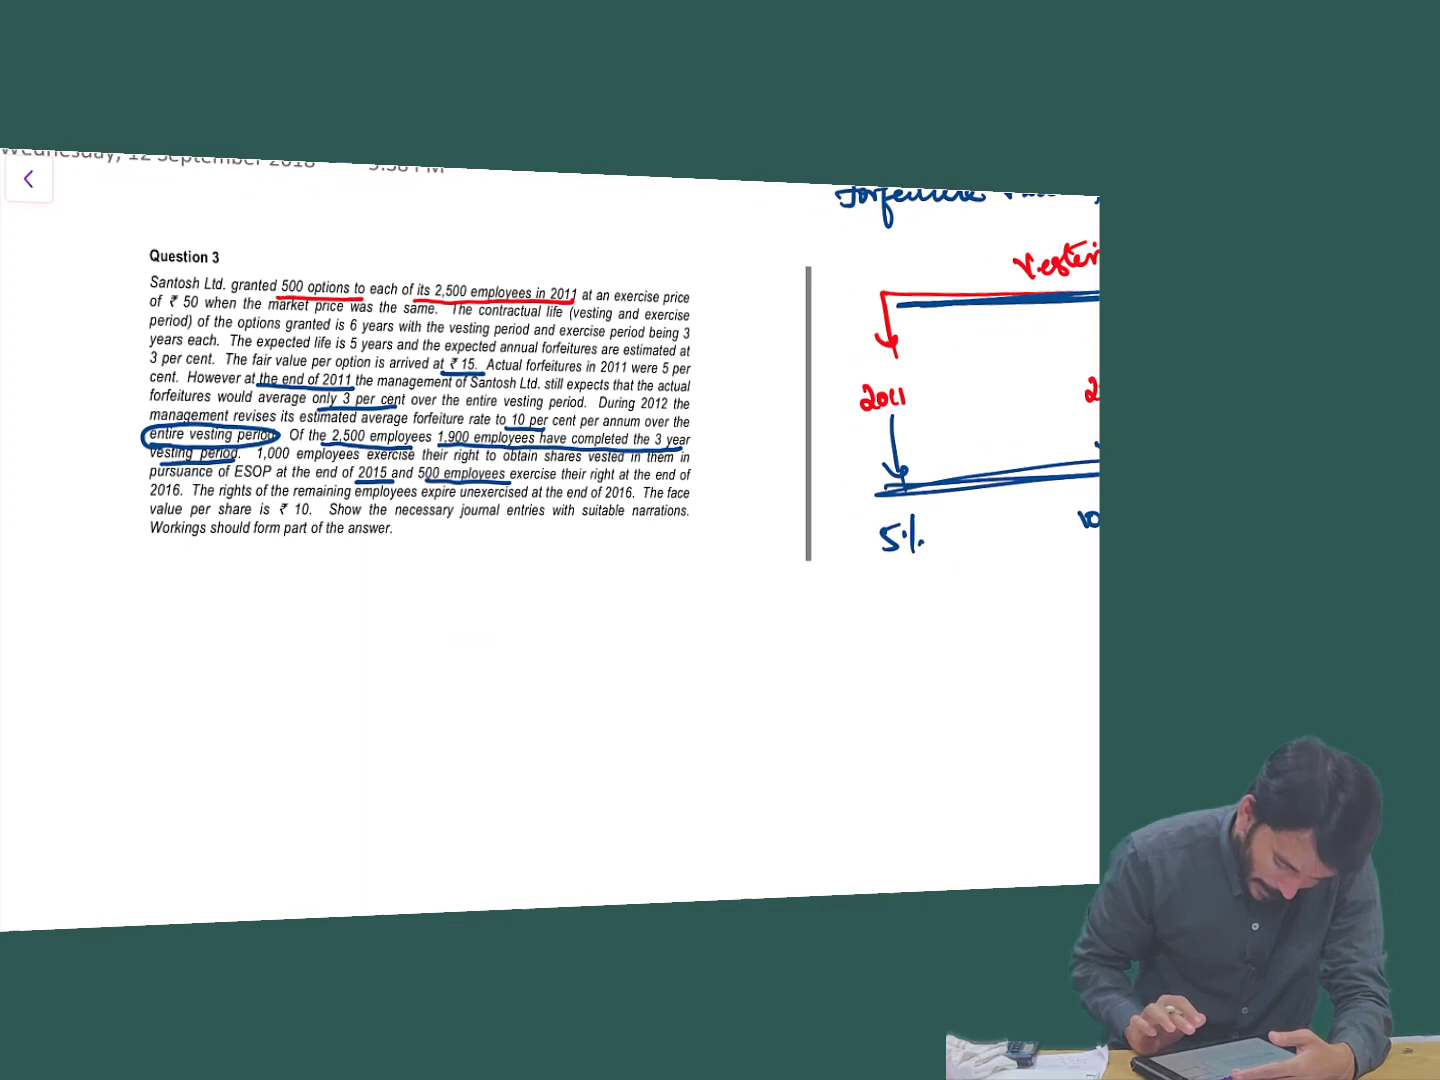 Wednesday, 12 September 2018
Question 3
Santosh Ltd. granted 500 options to each of its 2,500 employees in 2011 at an exercise price
of ₹ 50 when the market price was the same. The contractual life (vesting and exercise
period) of the options granted is 6 years with the vesting period and exercise period being 3
years each. The expected life is 5 years and the expected annual forfeitures are estimated at
3 per cent. The fair value per option is arrived at ₹ 15. Actual forfeitures in 2011 were 5 per
cent. However at the end of 2011 the management of Santosh Ltd. still expects that the actual
forfeitures would average only 3 per cent over the entire vesting period. During 2012 the
management revises its estimated average forfeiture rate to 10 per cent per annum over the
entire vesting period. Of the 2,500 employees 1,900 employees have completed the 3 year
vesting period. 1,000 employees exercise their right to obtain shares vested in them in
pursuance of ESOP at the end of 2015 and 500 employees exercise their right at the end of
2016. The rights of the remaining employees expire unexercised at the end of 2016. The face
value per share is ₹ 10. Show the necessary journal entries with suitable narrations.
Workings should form part of the answer.
2011
5%